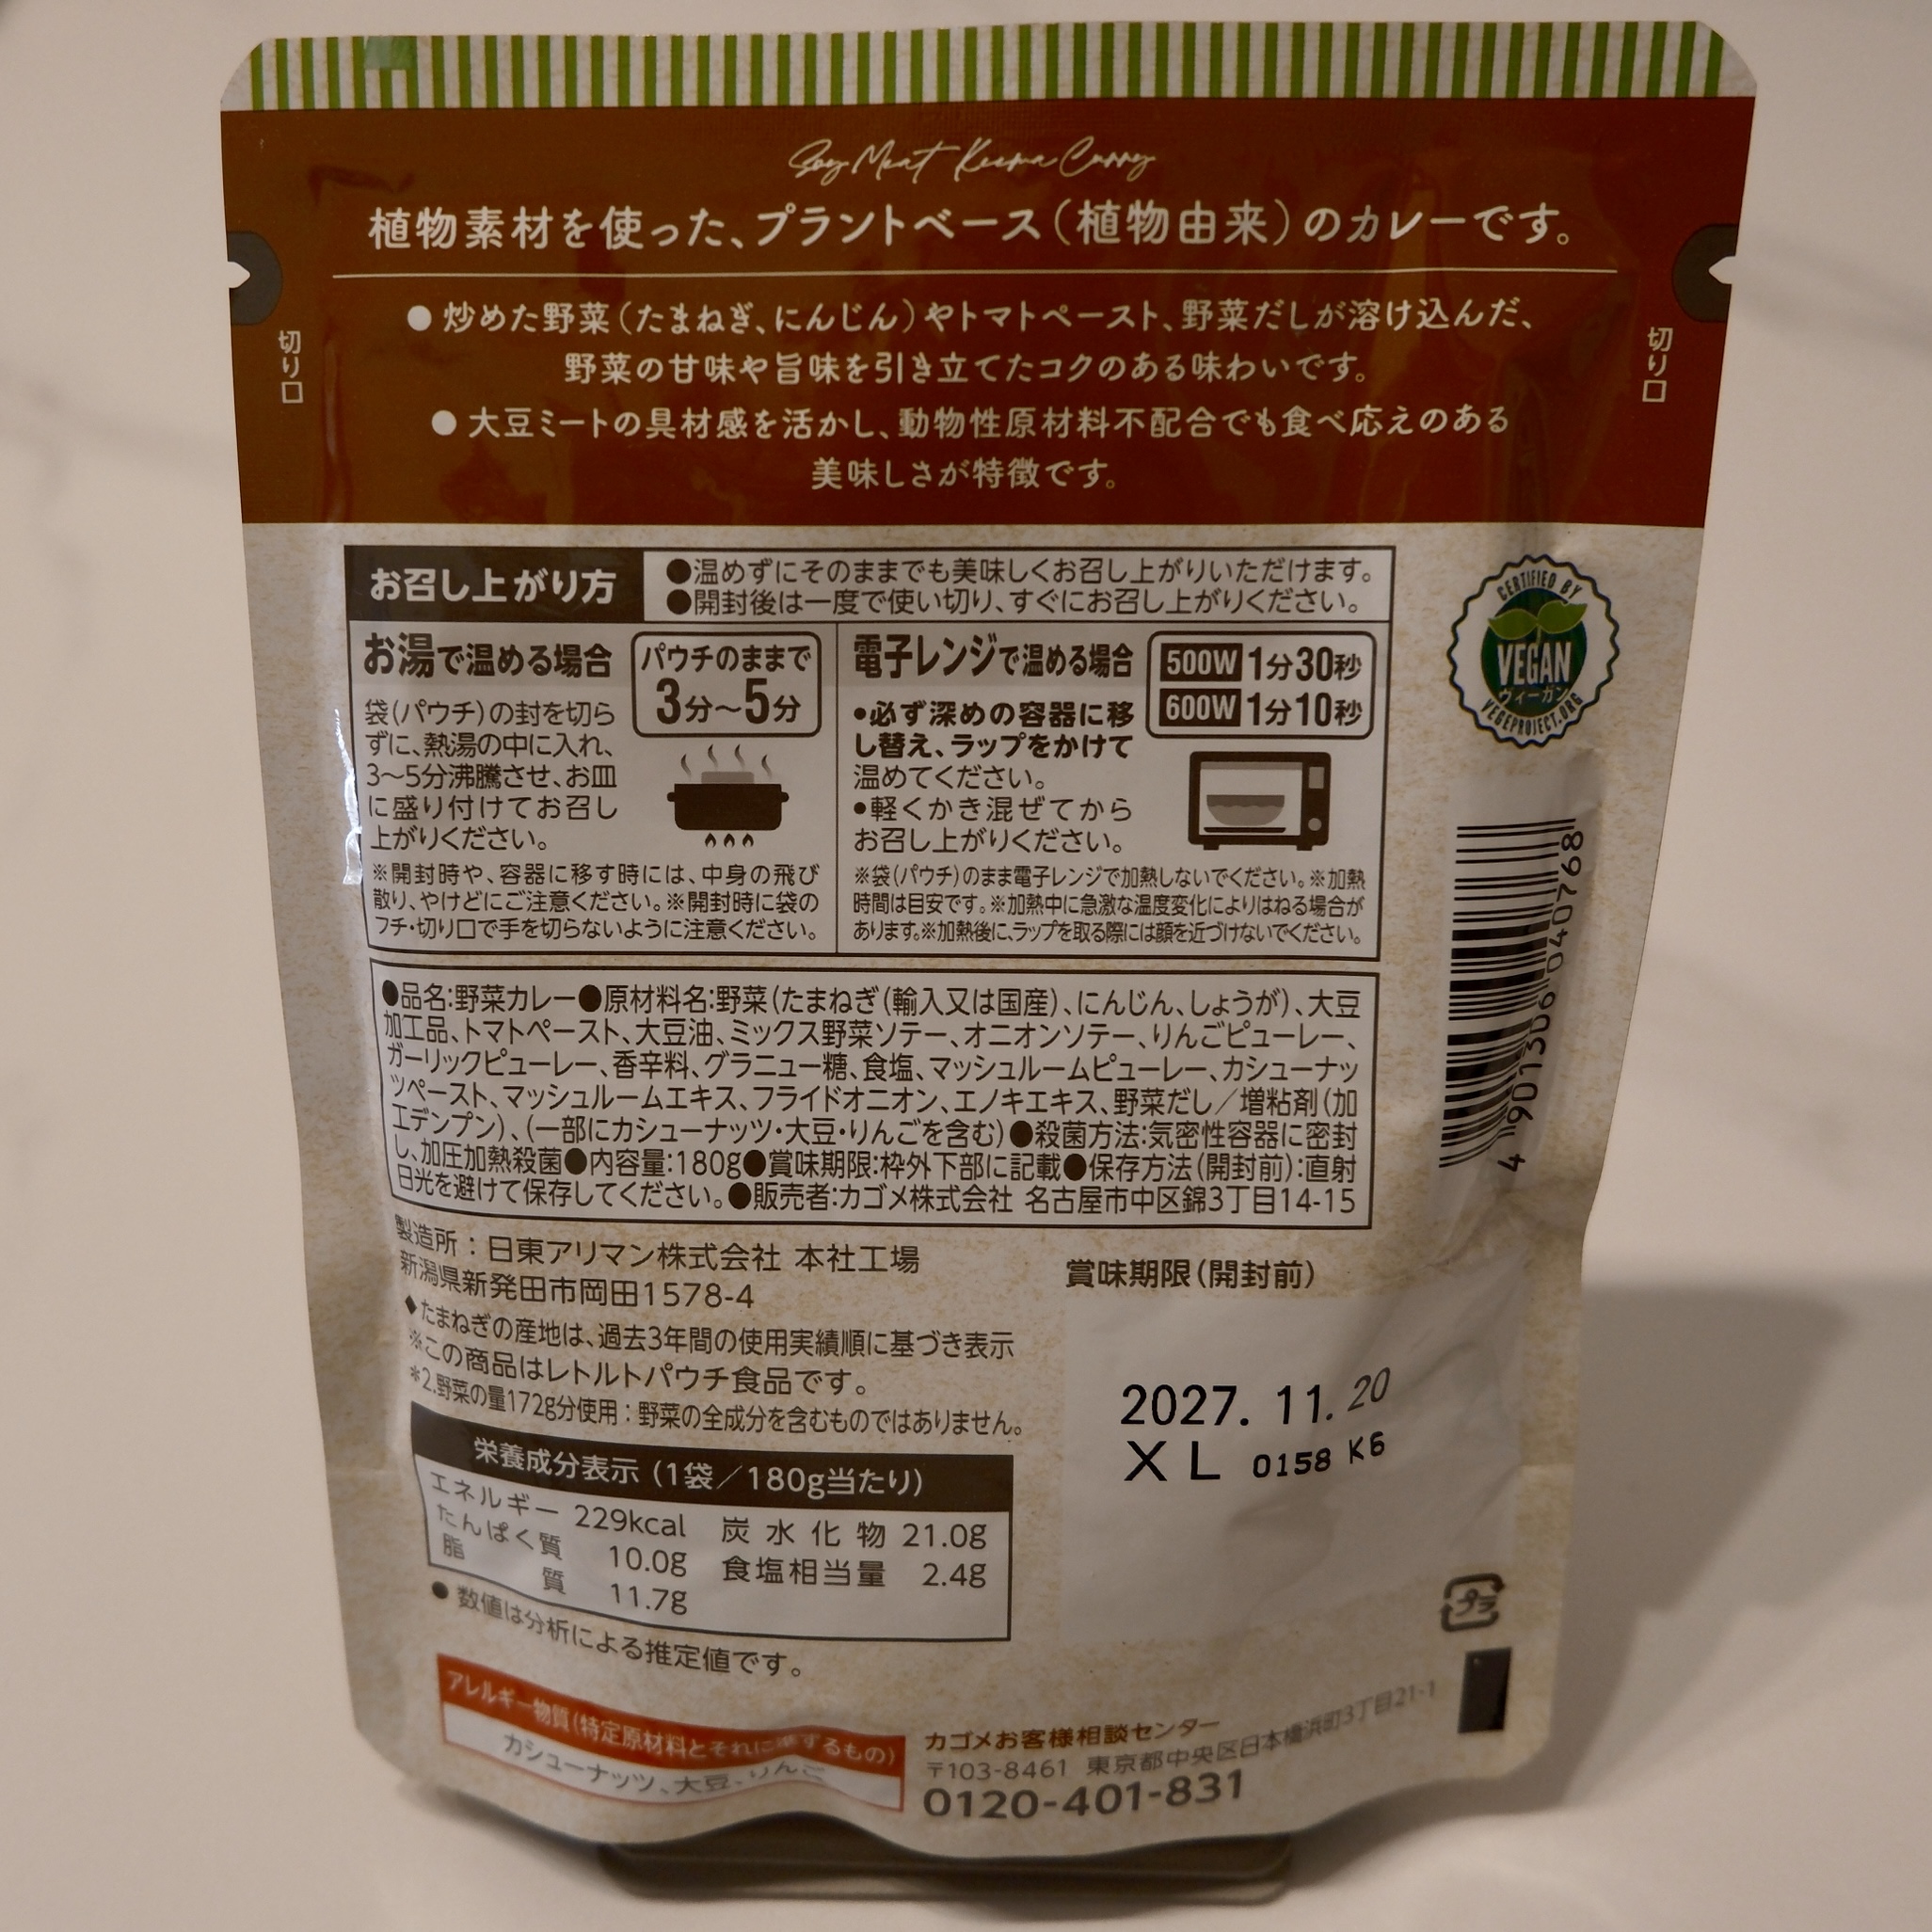 Soy Meat Keema Curry
植物素材を使った、プラントベース(植物由来)のカレーです。
●炒めた野菜(たまねぎ、にんじん)やトマトペースト、野菜だしが溶け込んだ、
野菜の甘味や旨味を引き立てたコクのある味わいです。
●大豆ミートの具材感を活かし、動物性原材料不配合でも食べ応えのある
美味しさが特徴です。
切り口
切り口
お召し上がり方
●温めずにそのままでも美味しくお召し上がりいただけます。
●開封後は一度で使い切り、すぐにお召し上がりください。
お湯で温める場合
パウチのままで
3分〜5分
袋(パウチ)の封を切ら
ずに、熱湯の中に入れ、
3〜5分沸騰させ、お皿
に盛り付けてお召し
上がりください。
※開封時や、容器に移す時には、中身の飛び
散り、やけどにご注意ください。※開封時に袋の
フチ・切り口で手を切らないように注意ください。
電子レンジで温める場合
500W 1分30秒
600W 1分10秒
•必ず深めの容器に移
し替え、ラップをかけて
温めてください。
•軽くかき混ぜてから
お召し上がりください。
※袋(パウチ)のまま電子レンジで加熱しないでください。※加熱
時間は目安です。※加熱中に急激な温度変化によりはねる場合が
あります。※加熱後に、ラップを取る際には顔を近づけないでください。
CERTIFIED BY
VEGAN
ヴィーガン
VEGEPROJECT.ORG
4 901306 040768
●品名:野菜カレー●原材料名:野菜(たまねぎ(輸入又は国産)、にんじん、しょうが)、大豆
加工品、トマトペースト、大豆油、ミックス野菜ソテー、オニオンソテー、りんごピューレー、
ガーリックピューレー、香辛料、グラニュー糖、食塩、マッシュルームピューレー、カシューナッ
ツペースト、マッシュルームエキス、フライドオニオン、エノキエキス、野菜だし／増粘剤(加
工デンプン)、(一部にカシューナッツ・大豆・りんごを含む)●殺菌方法:気密性容器に密封
し、加圧加熱殺菌●内容量:180g●賞味期限:枠外下部に記載●保存方法(開封前):直射
日光を避けて保存してください。●販売者:カゴメ株式会社 名古屋市中区錦3丁目14-15
製造所：日東アリマン株式会社 本社工場
新潟県新発田市岡田1578-4
◆たまねぎの産地は、過去3年間の使用実績順に基づき表示
※この商品はレトルトパウチ食品です。
*2.野菜の量172g分使用：野菜の全成分を含むものではありません。
賞味期限(開封前)
2027. 11. 20
XL 0158 K6
栄養成分表示 (1袋／180g当たり)
エネルギー 229kcal 炭水化物 21.0g
たんぱく質 10.0g 食塩相当量 2.4g
脂質 11.7g
●数値は分析による推定値です。
プラ
アレルギー物質(特定原材料とそれに準ずるもの)
カシューナッツ、大豆、りんご
カゴメお客様相談センター
〒103-8461 東京都中央区日本橋浜町3丁目21-1
0120-401-831